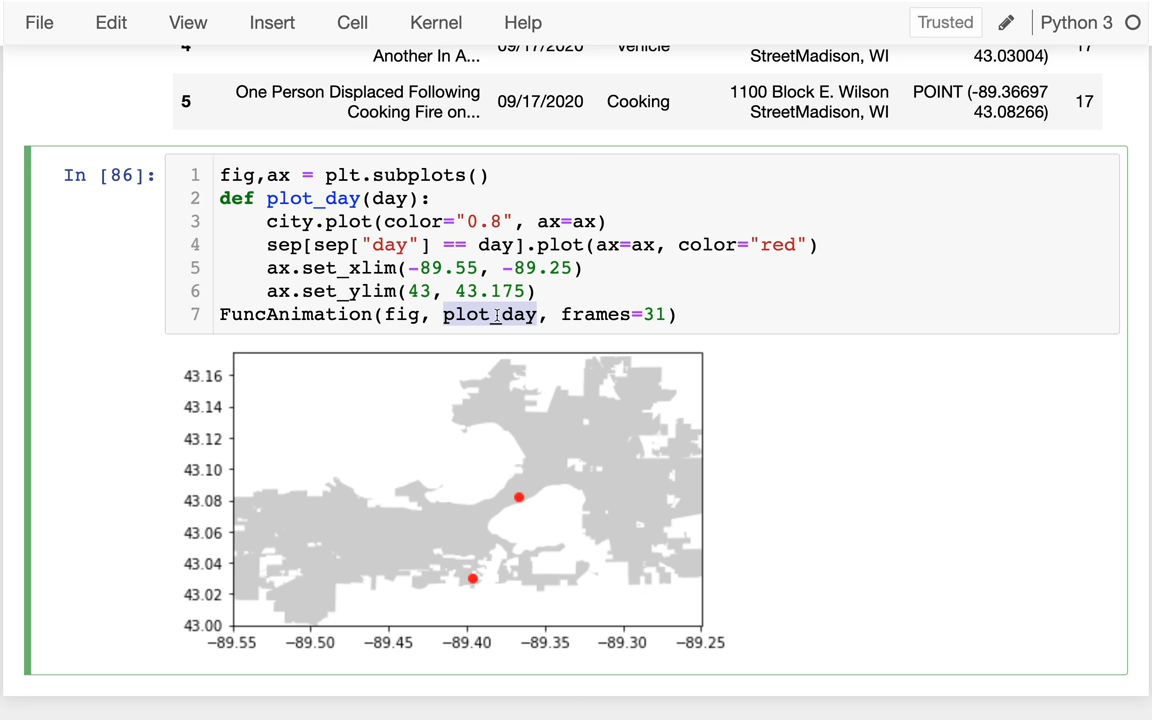 File Edit View Insert Cell Kernel Help Trusted Python 3
4 Another In A... 09/17/2020 Vehicle StreetMadison, WI 43.03004) 17
One Person Displaced Following 1100 Block E. Wilson POINT (-89.36697
5 09/17/2020 Cooking 17
Cooking Fire on... StreetMadison, WI 43.08266)
In [86]:
1 fig,ax = plt.subplots()
2 def plot_day(day):
3     city.plot(color="0.8", ax=ax)
4     sep[sep["day"] == day].plot(ax=ax, color="red")
5     ax.set_xlim(-89.55, -89.25)
6     ax.set_ylim(43, 43.175)
7 FuncAnimation(fig, plot_day, frames=31)
43.16
43.14
43.12
43.10
43.08
43.06
43.04
43.02
43.00
−89.55 −89.50 −89.45 −89.40 −89.35 −89.30 −89.25